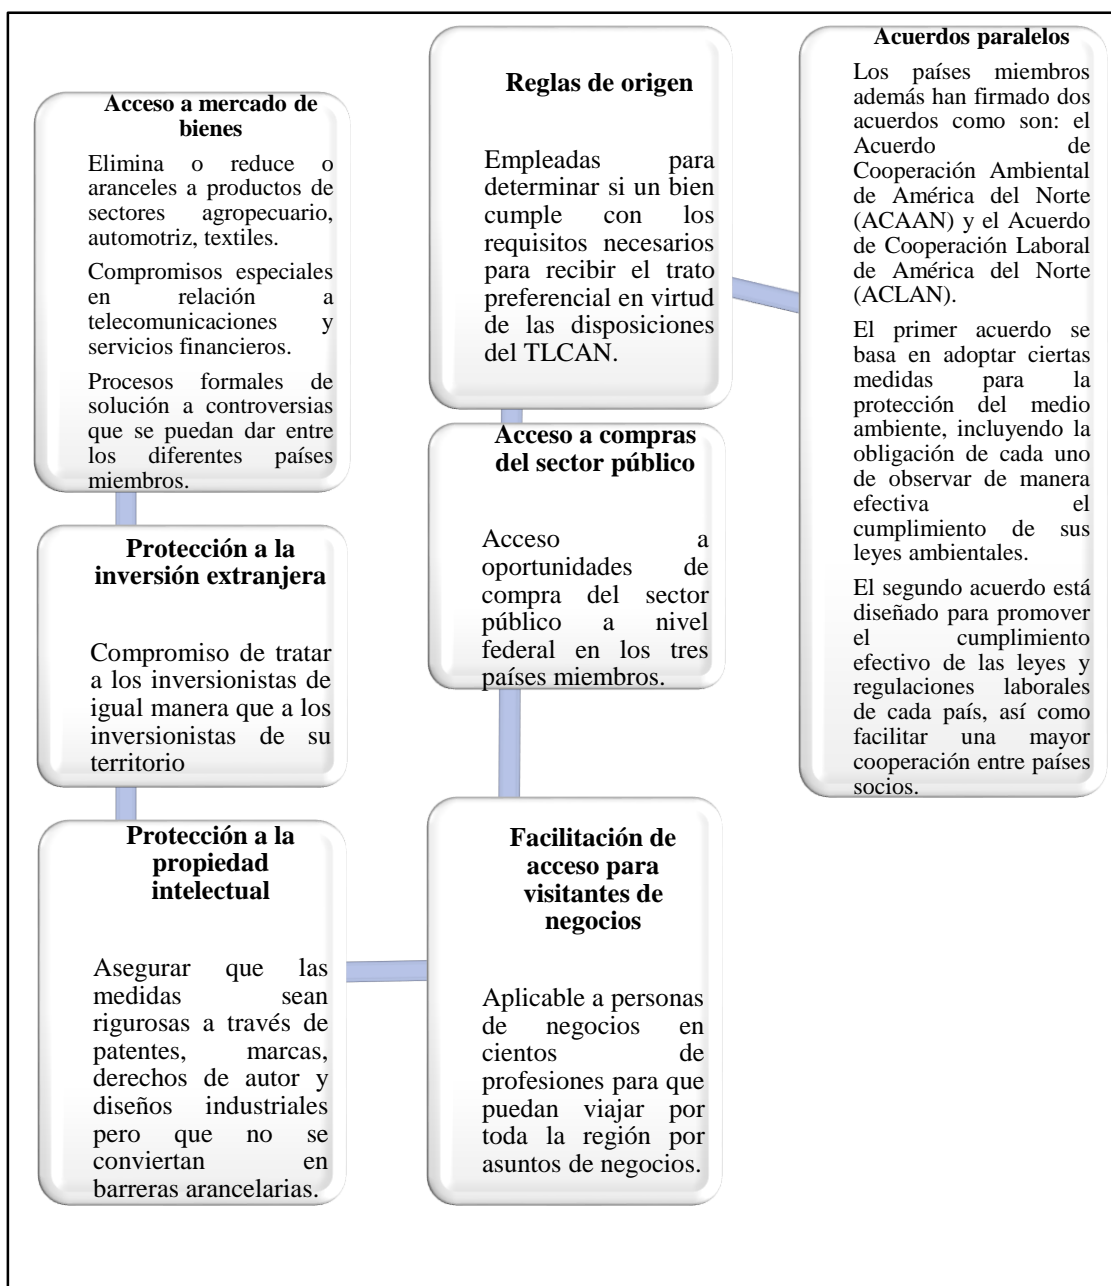 Acceso a mercado de
bienes
Elimina o reduce o
aranceles a productos de
sectores agropecuario,
automotriz, textiles.
Compromisos especiales
en relación a
telecomunicaciones y
servicios financieros.
Procesos formales de
solución a controversias
que se puedan dar entre
los diferentes países
miembros.
Protección a la
inversión extranjera
Compromiso de tratar
a los inversionistas de
igual manera que a los
inversionistas de su
territorio
Protección a la
propiedad
intelectual
Asegurar que las
medidas sean
rigurosas a través de
patentes, marcas,
derechos de autor y
diseños industriales
pero que no se
conviertan en
barreras arancelarias.
Facilitación de
acceso para
visitantes de
negocios
Aplicable a personas
de negocios en
cientos de
profesiones para que
puedan viajar por
toda la región por
asuntos de negocios.
Acceso a compras
del sector público
Acceso a
oportunidades de
compra del sector
público a nivel
federal en los tres
países miembros.
Reglas de origen
Empleadas para
determinar si un bien
cumple con los
requisitos necesarios
para recibir el trato
preferencial en virtud
de las disposiciones
del TLCAN.
Acuerdos paralelos
Los países miembros
además han firmado dos
acuerdos como son: el
Acuerdo de
Cooperación Ambiental
de América del Norte
(ACAAN) y el Acuerdo
de Cooperación Laboral
de América del Norte
(ACLAN).
El primer acuerdo se
basa en adoptar ciertas
medidas para la
protección del medio
ambiente, incluyendo la
obligación de cada uno
de observar de manera
efectiva el
cumplimiento de sus
leyes ambientales.
El segundo acuerdo está
diseñado para promover
el cumplimiento
efectivo de las leyes y
regulaciones laborales
de cada país, así como
facilitar una mayor
cooperación entre países
socios.